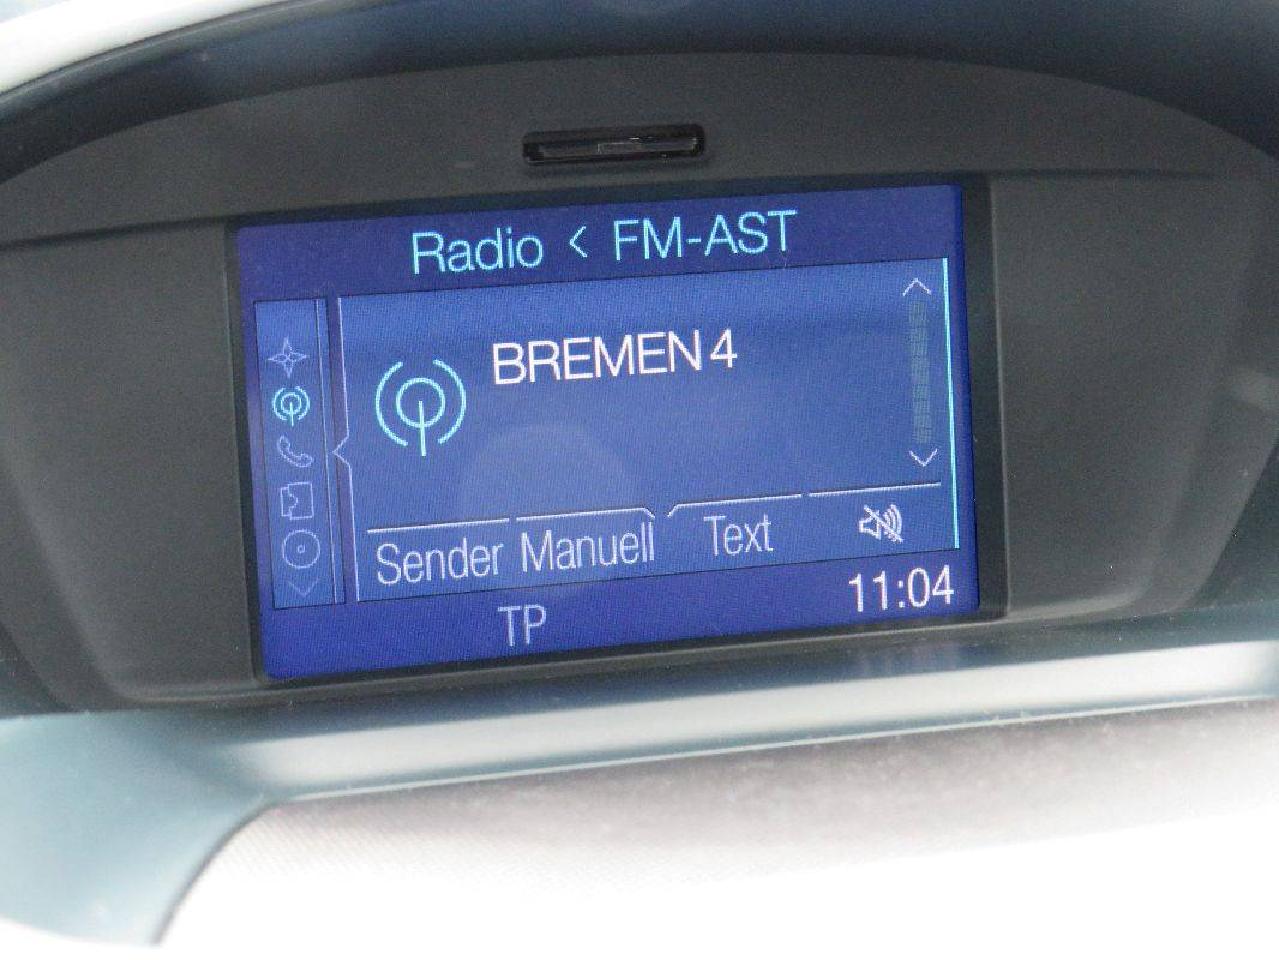 Radio < FM-AST
BREMEN 4
Sender Manuell Text
TP
11:04